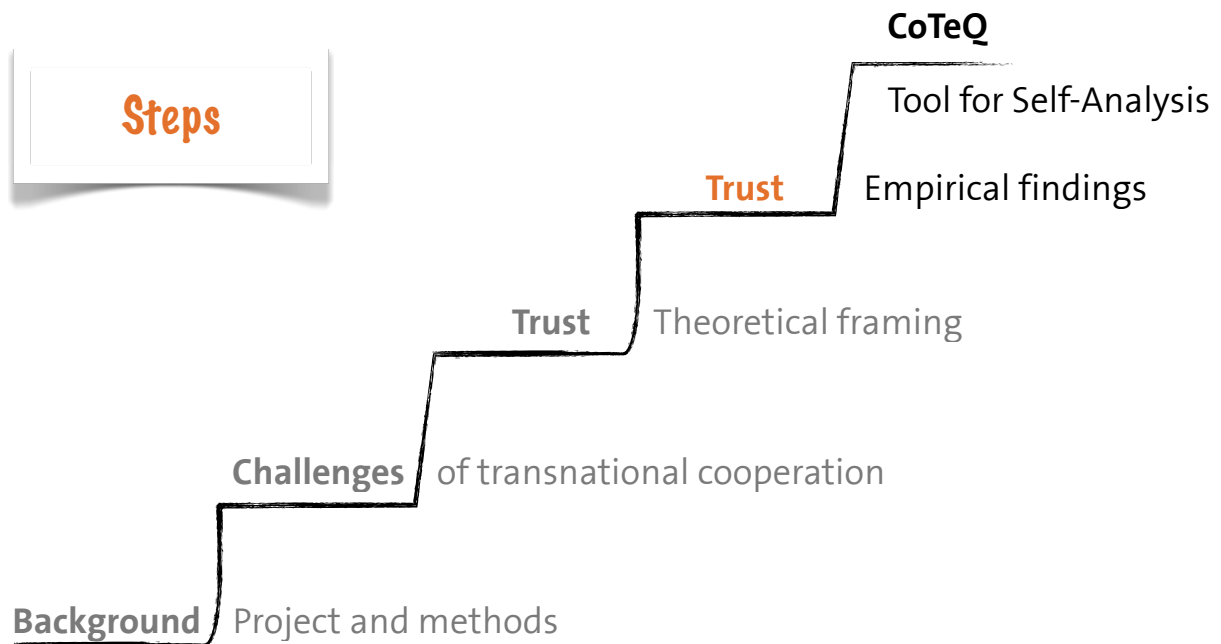 Steps
CoTeQ
Tool for Self-Analysis
Trust Empirical findings
Trust Theoretical framing
Challenges of transnational cooperation
Background Project and methods